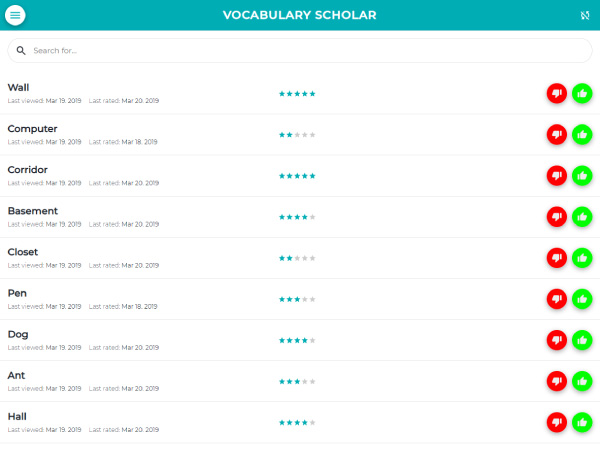 VOCABULARY SCHOLAR
Search for...
Wall
Last viewed: Mar 19, 2019 Last rated: Mar 20, 2019
Computer
Last viewed: Mar 19, 2019 Last rated: Mar 18, 2019
Corridor
Last viewed: Mar 19, 2019 Last rated: Mar 20, 2019
Basement
Last viewed: Mar 19, 2019 Last rated: Mar 20, 2019
Closet
Last viewed: Mar 19, 2019 Last rated: Mar 20, 2019
Pen
Last viewed: Mar 19, 2019 Last rated: Mar 18, 2019
Dog
Last viewed: Mar 19, 2019 Last rated: Mar 20, 2019
Ant
Last viewed: Mar 19, 2019 Last rated: Mar 20, 2019
Hall
Last viewed: Mar 19, 2019 Last rated: Mar 20, 2019